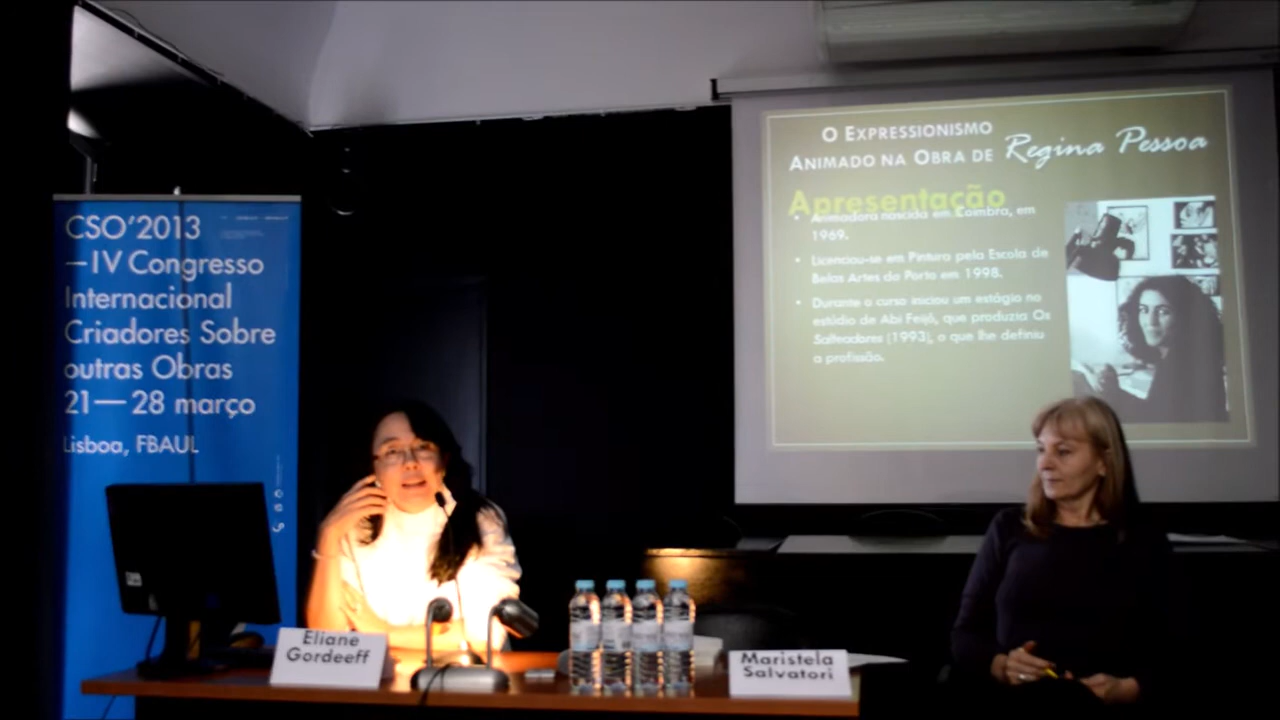 CSO'2013
—IV Congresso
Internacional
Criadores Sobre
outras Obras
21—28 março
Lisboa, FBAUL
O Expressionismo
Animado na Obra de Regina Pessoa
Apresentação
• Animadora nascida em Coimbra, em
1969.
• Licenciou-se em Pintura pela Escola de
Belas Artes do Porto em 1998.
• Durante o curso iniciou um estágio no
estúdio de Abi Feijó, que produzia Os
Salteadores (1993), o que lhe definiu
a profissão.
Eliane
Gordeeff
Maristela
Salvatori